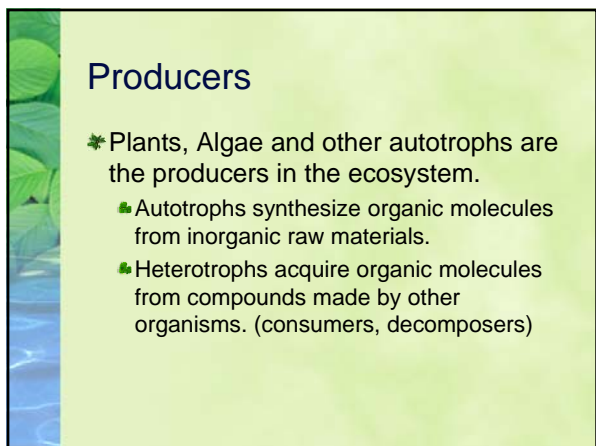 Producers
Plants, Algae and other autotrophs are
the producers in the ecosystem.
Autotrophs synthesize organic molecules
from inorganic raw materials.
Heterotrophs acquire organic molecules
from compounds made by other
organisms. (consumers, decomposers)